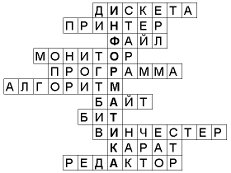 ДИСКЕТА
ПРИНТЕР
ФАЙЛ
МОНИТОР
ПРОГРАММА
АЛГОРИТМ
БАЙТ
БИТ
ВИНЧЕСТЕР
КАРАТ
РЕДАКТОР